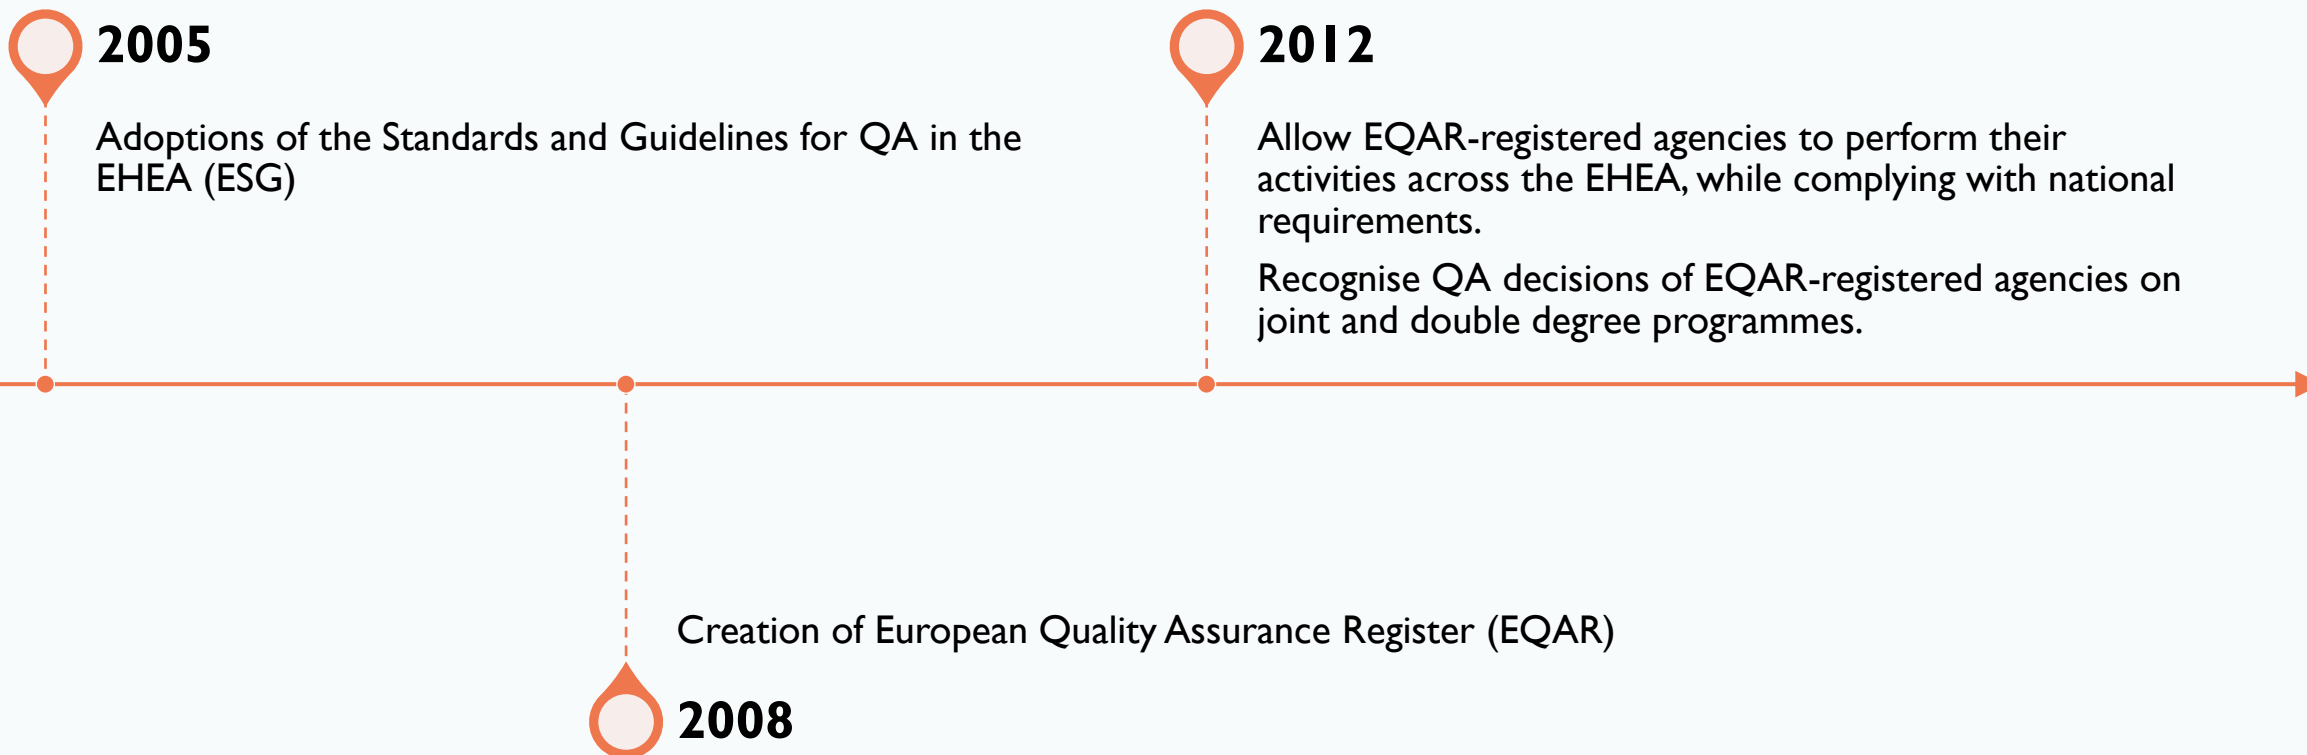 2005
Adoptions of the Standards and Guidelines for QA in the
EHEA (ESG)
2012
Allow EQAR-registered agencies to perform their
activities across the EHEA, while complying with national
requirements.
Recognise QA decisions of EQAR-registered agencies on
joint and double degree programmes.
Creation of European Quality Assurance Register (EQAR)
2008